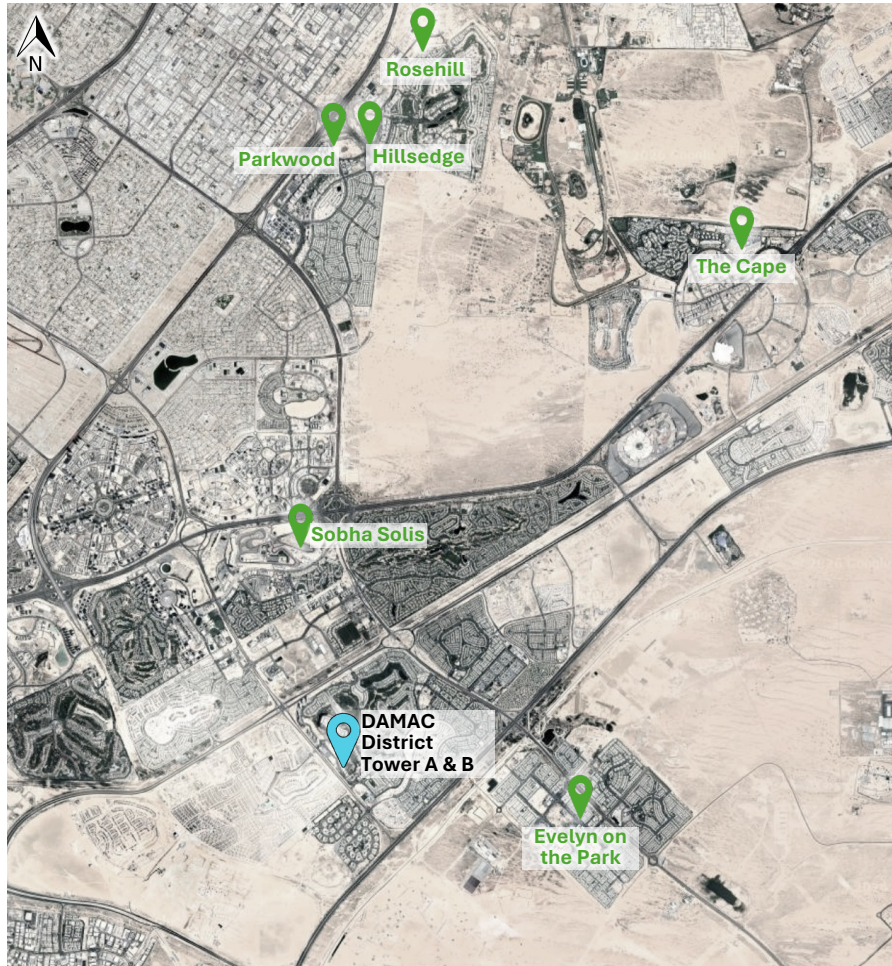 N
Rosehill
Parkwood
Hillsedge
The Cape
Sobha Solis
DAMAC
District
Tower A & B
Evelyn on
the Park